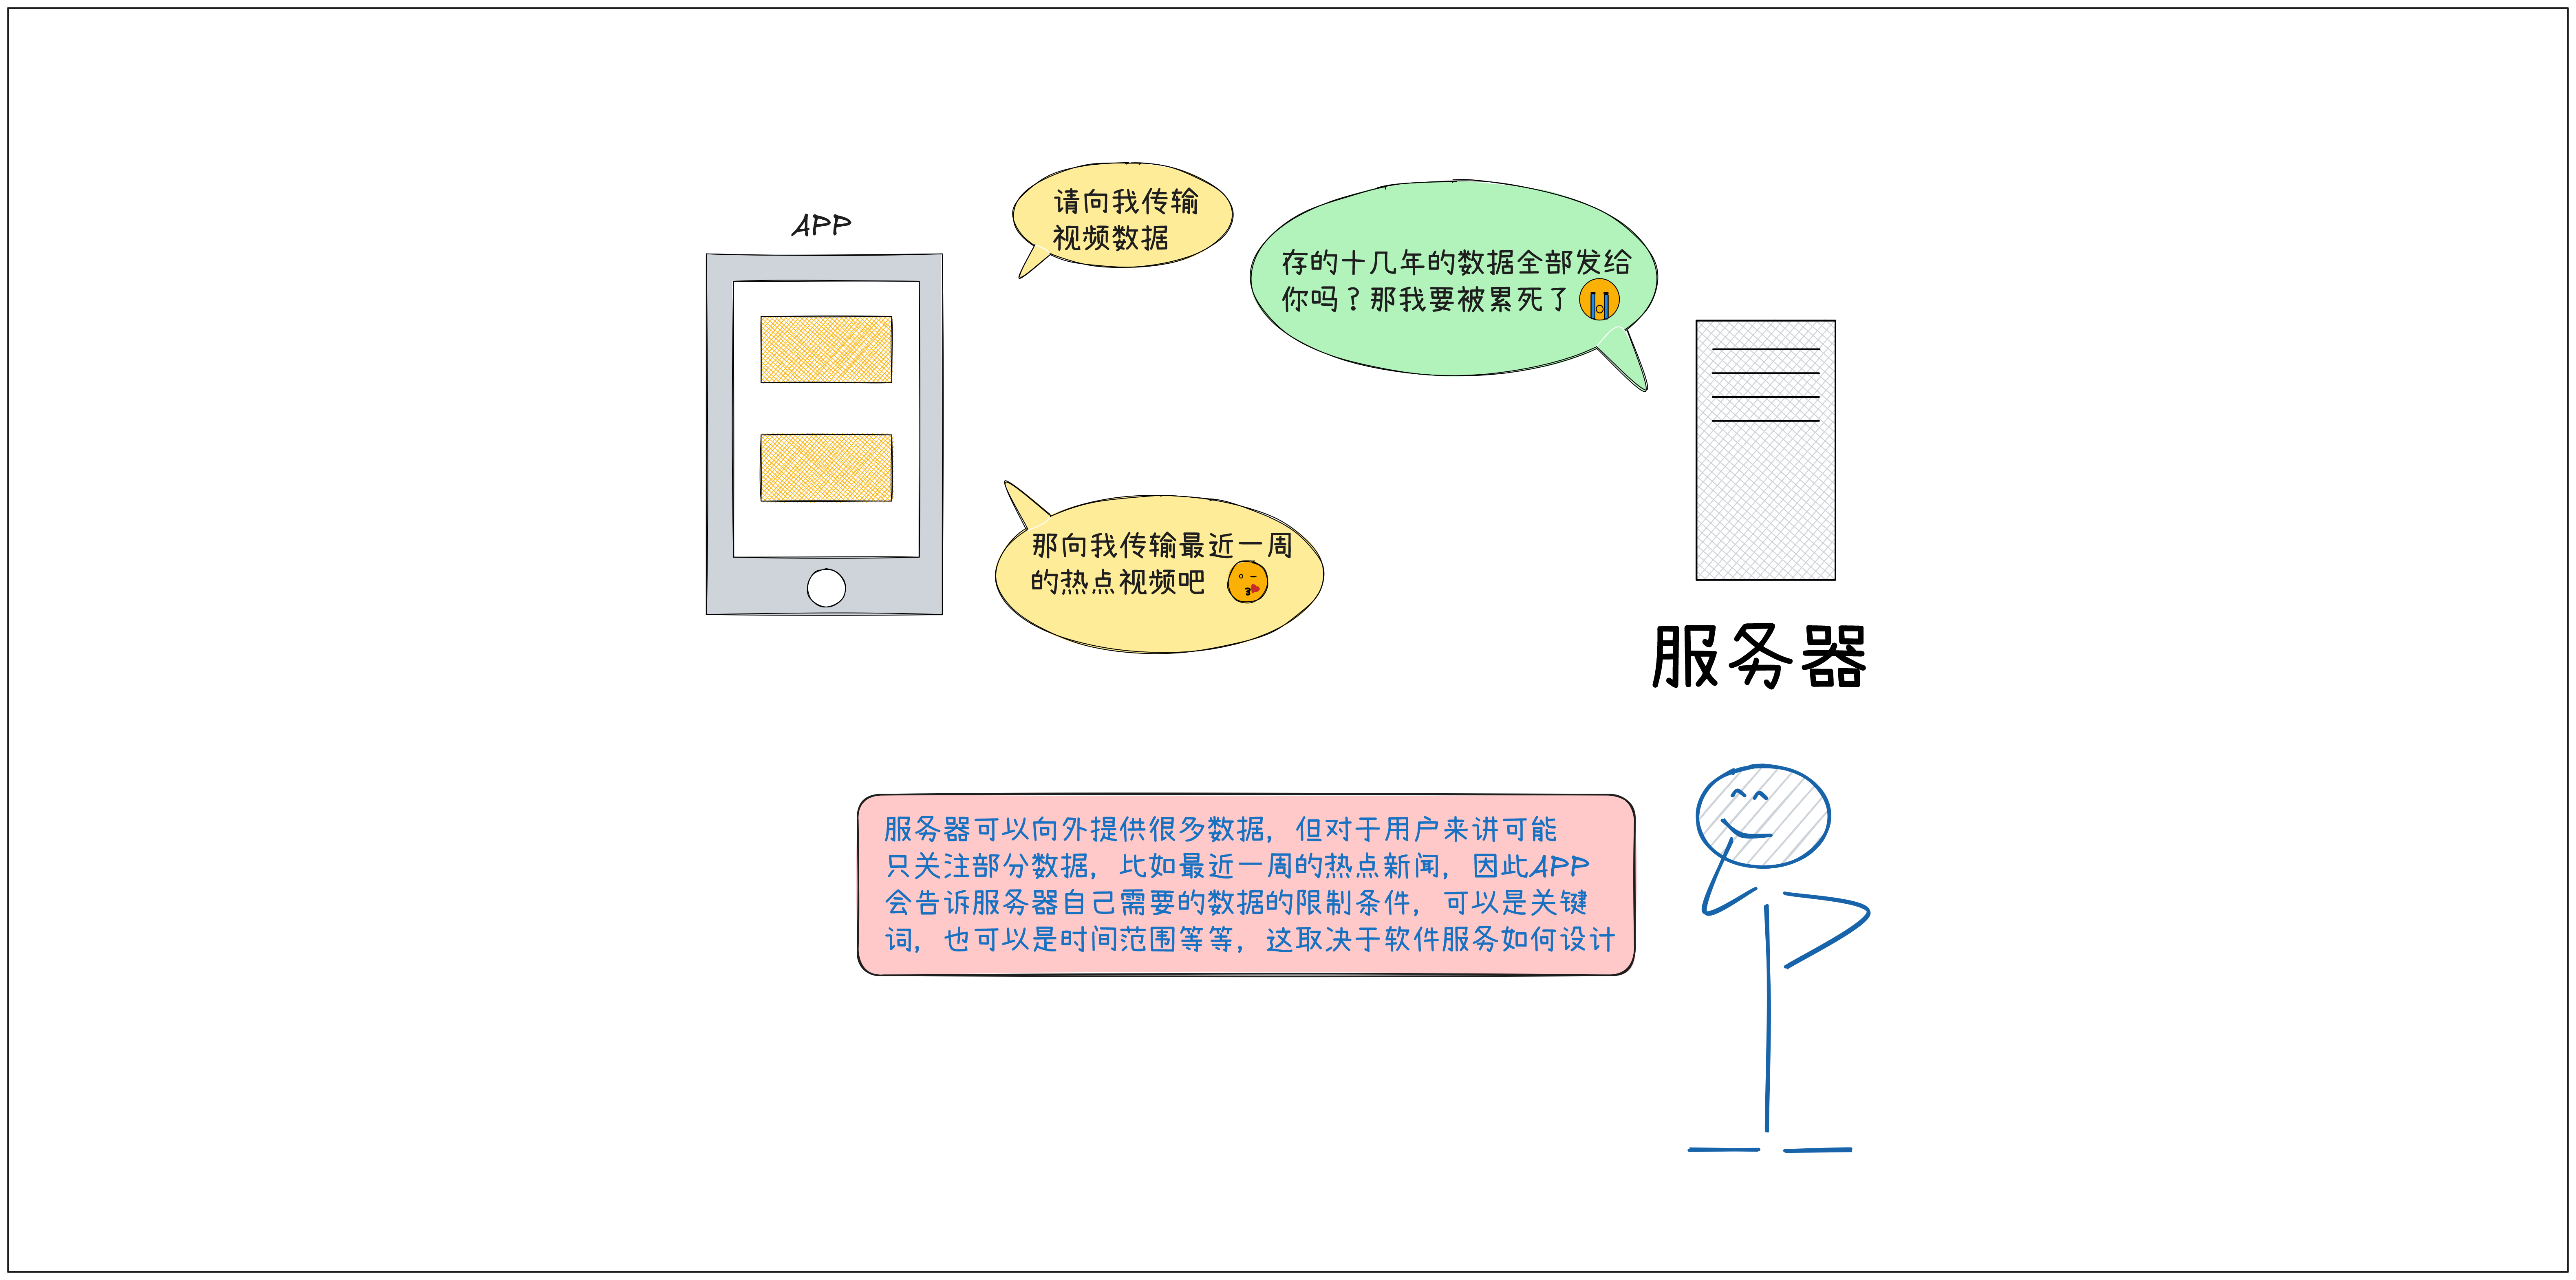 APP
请向我传输
视频数据
存的十几年的数据全部发给
你吗？那我要被累死了
那向我传输最近一周
的热点视频吧
服务器
服务器可以向外提供很多数据，但对于用户来讲可能
只关注部分数据，比如最近一周的热点新闻，因此APP
会告诉服务器自己需要的数据的限制条件，可以是关键
词，也可以是时间范围等等，这取决于软件服务如何设计